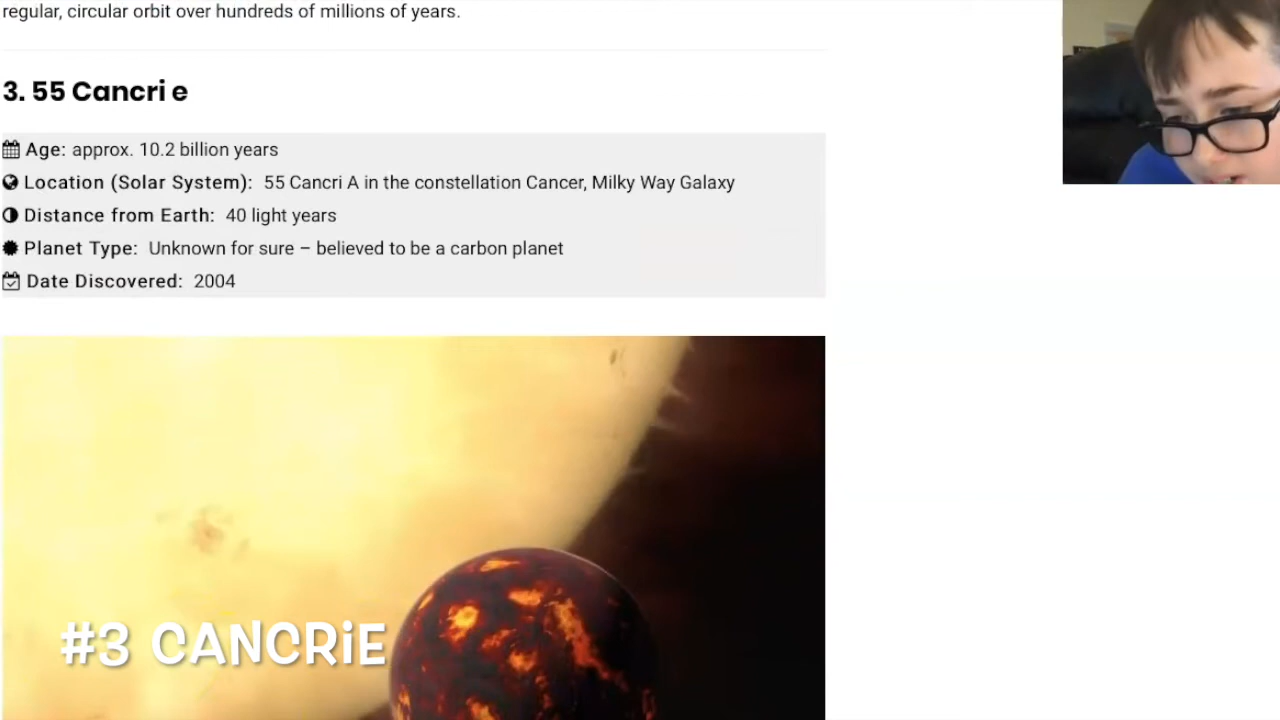 regular, circular orbit over hundreds of millions of years.
3. 55 Cancri e
Age: approx. 10.2 billion years
Location (Solar System): 55 Cancri A in the constellation Cancer, Milky Way Galaxy
Distance from Earth: 40 light years
Planet Type: Unknown for sure – believed to be a carbon planet
Date Discovered: 2004
#3 CANCRiE